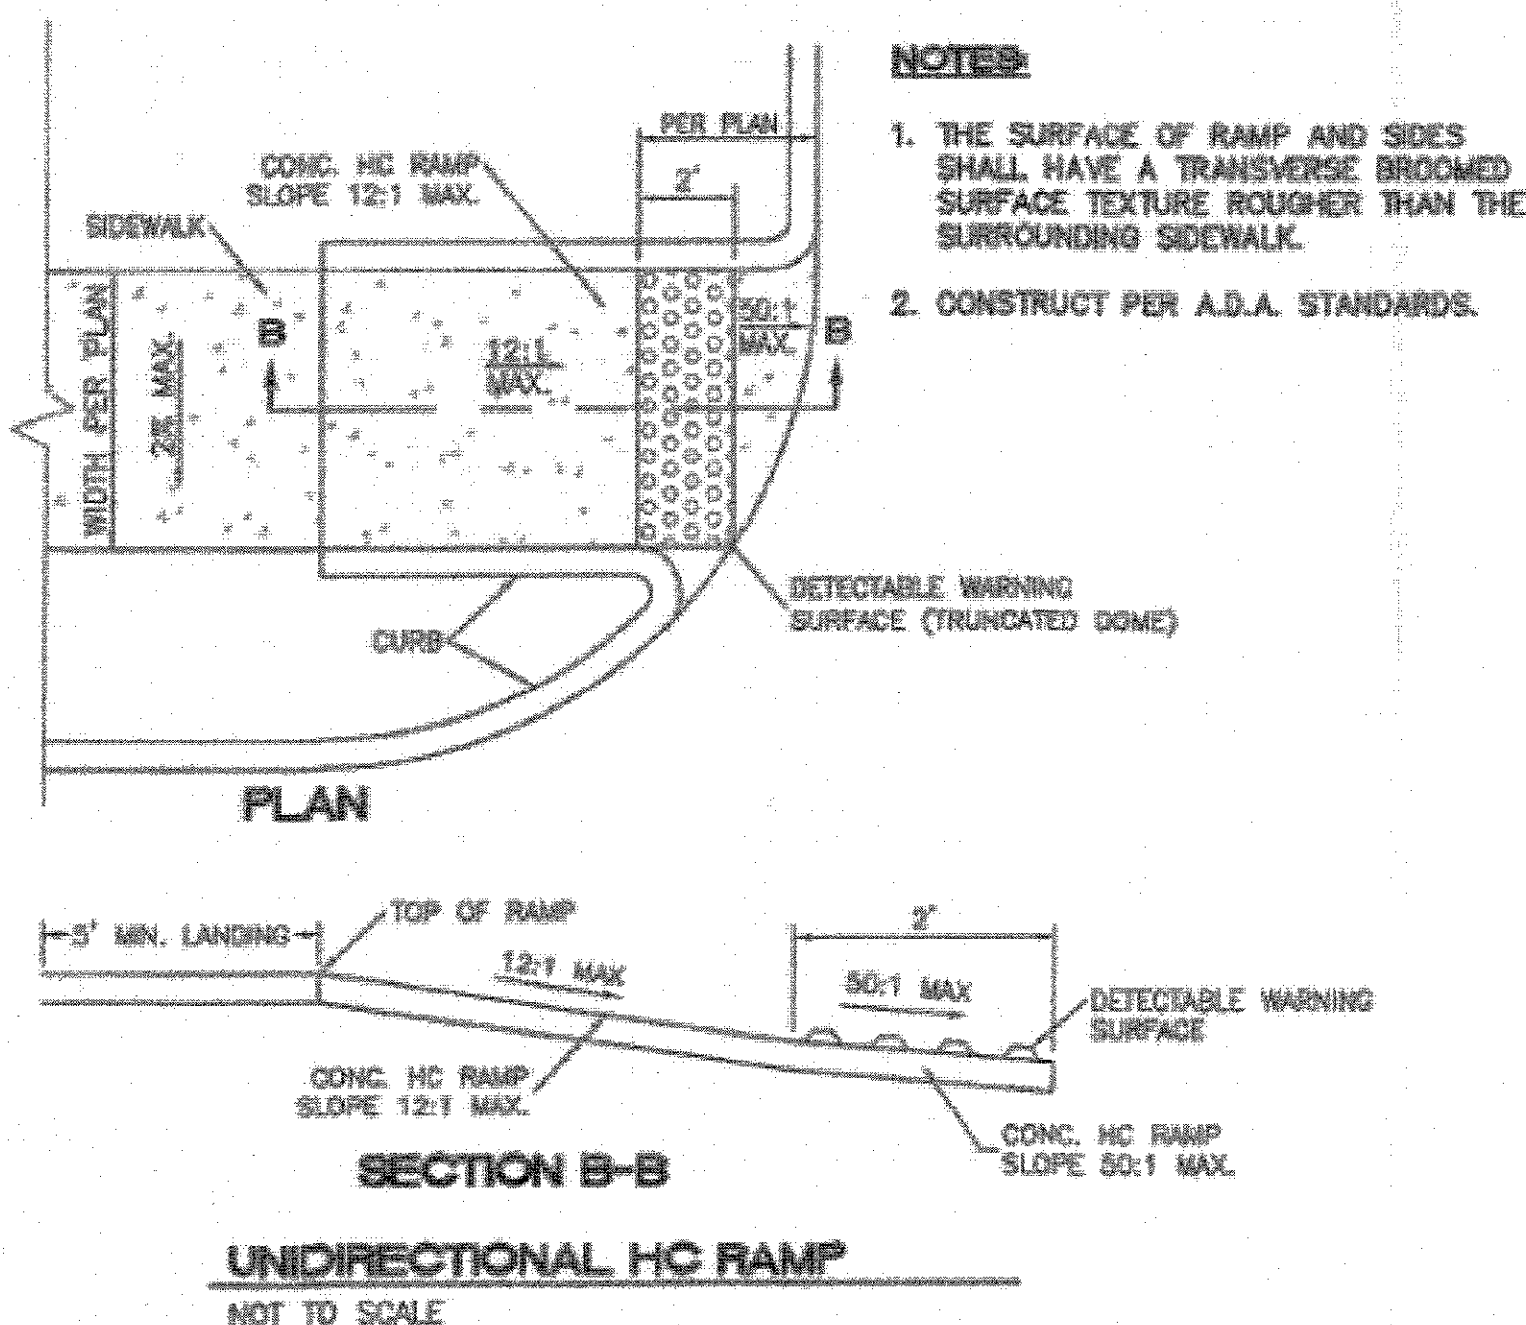 NOTES:
1. THE SURFACE OF RAMP AND SIDES
SHALL HAVE A TRANSVERSE BROOMED
SURFACE TEXTURE ROUGHER THAN THE
SURROUNDING SIDEWALK.
2. CONSTRUCT PER A.D.A. STANDARDS.
PER PLAN
2'
CONC. HC RAMP
SLOPE 12:1 MAX.
SIDEWALK
WIDTH PER PLAN
2% MAX.
B
12:1
MAX.
50:1
MAX.
B
DETECTABLE WARNING
SURFACE (TRUNCATED DOME)
CURB
PLAN
5' MIN. LANDING
TOP OF RAMP
12:1 MAX
2'
50:1 MAX
DETECTABLE WARNING
SURFACE
CONC. HC RAMP
SLOPE 12:1 MAX.
CONC. HC RAMP
SLOPE 50:1 MAX.
SECTION B-B
UNIDIRECTIONAL HC RAMP
NOT TO SCALE